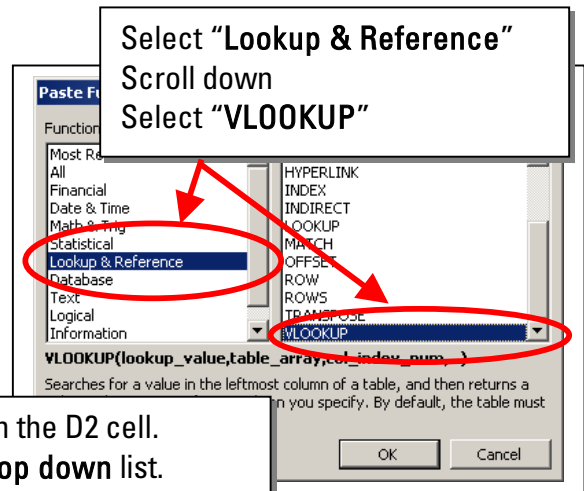 Select “Lookup & Reference”
Scroll down
Select “VLOOKUP”
Paste
Function
Most
All
Financial
Date & Time
Math & Trig
Statistical
Lookup & Reference
Database
Text
Logical
Information
HYPERLINK
INDEX
INDIRECT
LOOKUP
MATCH
OFFSET
ROW
ROWS
TRANSPOSE
VLOOKUP
VLOOKUP(lookup_value,table_array,col_index_num,...)
Searches for a value in the leftmost column of a table, and then returns a
you specify. By default, the table must
the D2 cell.
down list.
OK
Cancel